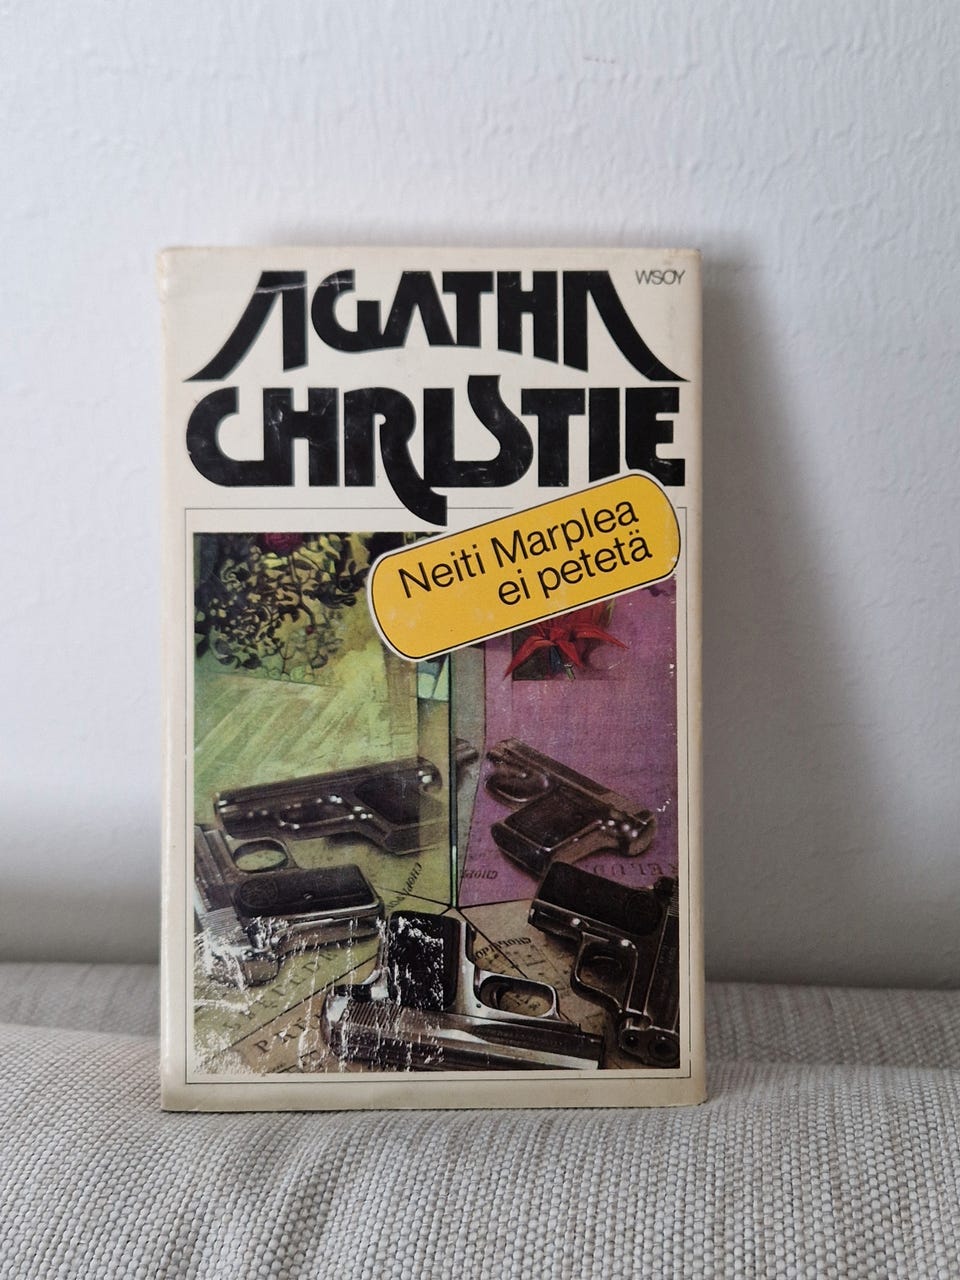 AGATHA
WSOY
CHRISTIE
Neiti Marplea
ei petetä